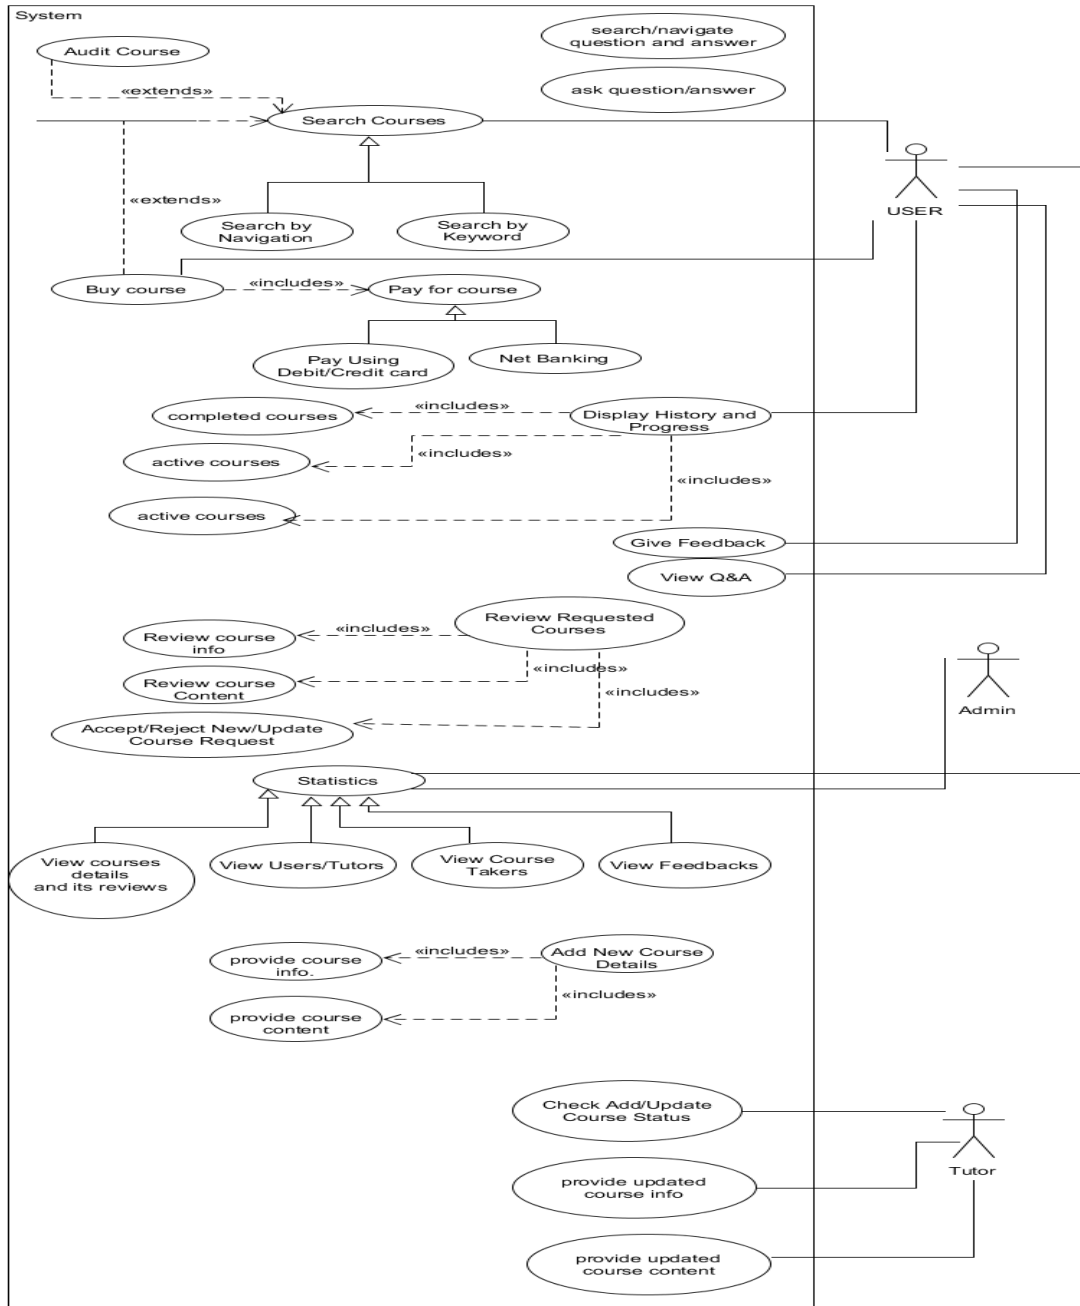 System
search/navigate
question and answer
Audit Course
ask question/answer
«extends»
Search Courses
«extends»
USER
Search by
Navigation
Search by
Keyword
Buy course
«includes»
Pay for course
Pay Using
Debit/Credit card
Net Banking
completed courses
«includes»
Display History and
Progress
active courses
«includes»
«includes»
active courses
Give Feedback
View Q&A
Review Requested
Courses
Review course
info
«includes»
«includes»
Review course
Content
«includes»
Admin
Accept/Reject New/Update
Course Request
Statistics
View courses
details
and its reviews
View Users/Tutors
View Course
Takers
View Feedbacks
provide course
info.
«includes»
Add New Course
Details
«includes»
provide course
content
Check Add/Update
Course Status
Tutor
provide updated
course info
provide updated
course content